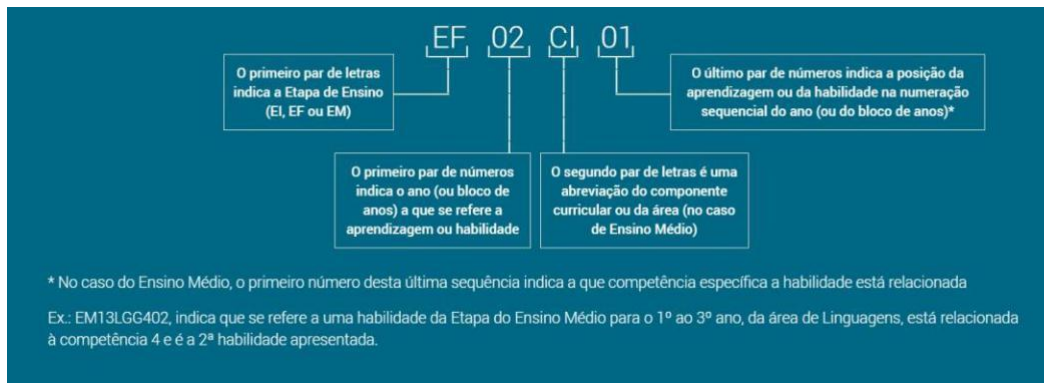 EF 02 CI 01
O primeiro par de letras
indica a Etapa de Ensino
(EI, EF ou EM)
O último par de números indica a posição da
aprendizagem ou da habilidade na numeração
sequencial do ano (ou do bloco de anos)*
O primeiro par de números
indica o ano (ou bloco de
anos) a que se refere a
aprendizagem ou habilidade
O segundo par de letras é uma
abreviação do componente
curricular ou da área (no caso
de Ensino Médio)
* No caso do Ensino Médio, o primeiro número desta última sequência indica a que competência específica a habilidade está relacionada
Ex.: EM13LGG402, indica que se refere a uma habilidade da Etapa do Ensino Médio para o 1º ao 3º ano, da área de Linguagens, está relacionada
à competência 4 e é a 2ª habilidade apresentada.